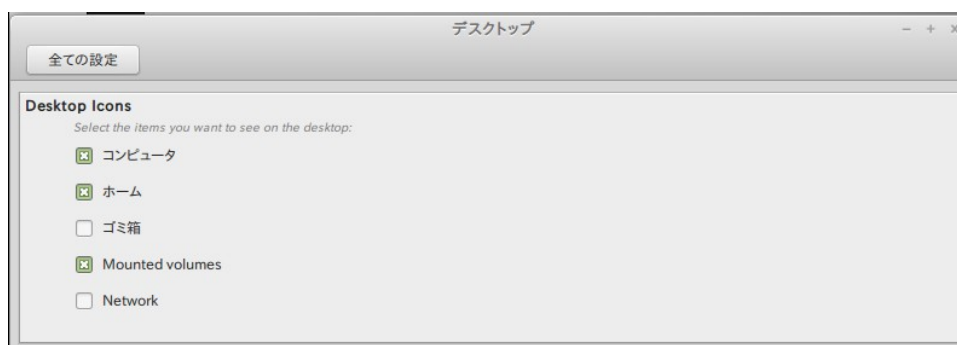 デスクトップ
全ての設定
Desktop Icons
Select the items you want to see on the desktop:
コンピュータ
ホーム
ゴミ箱
Mounted volumes
Network